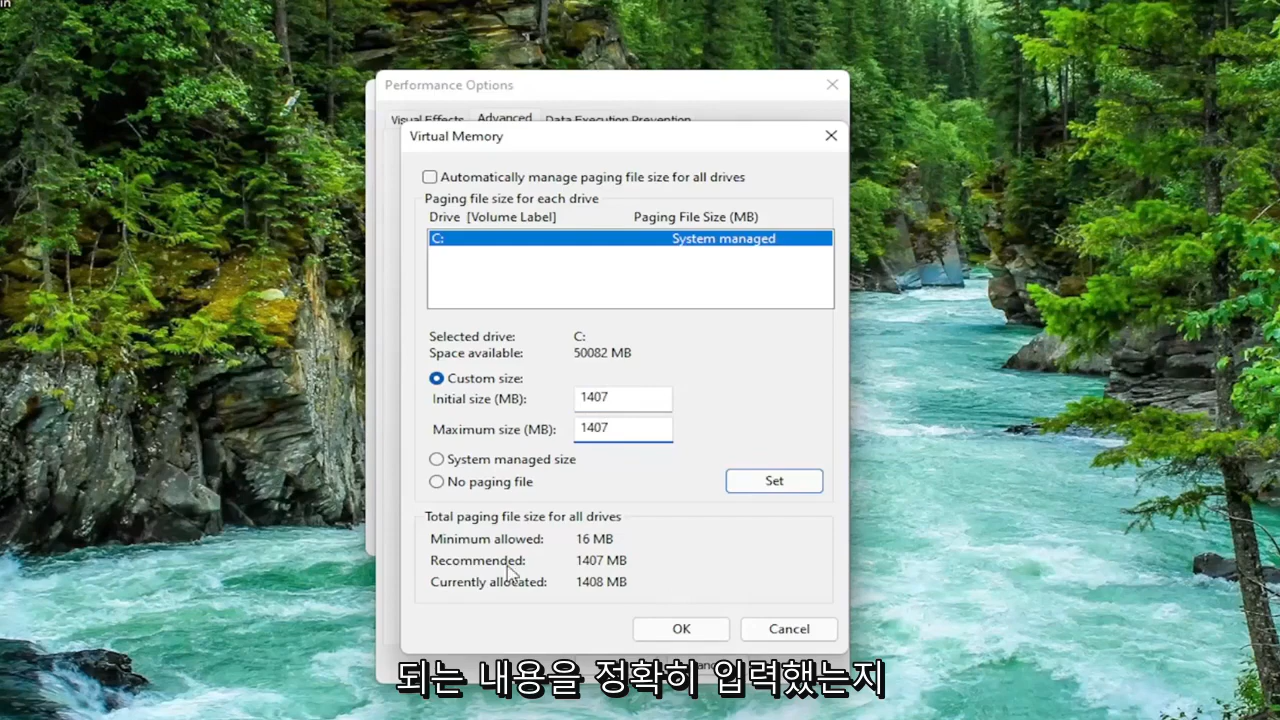 in
Performance Options
Visual Effects Advanced Data Execution Prevention
Virtual Memory
Automatically manage paging file size for all drives
Paging file size for each drive
Drive [Volume Label] Paging File Size (MB)
C: System managed
Selected drive: C:
Space available: 50082 MB
Custom size:
Initial size (MB): 1407
Maximum size (MB): 1407
System managed size
No paging file
Set
Total paging file size for all drives
Minimum allowed: 16 MB
Recommended: 1407 MB
Currently allocated: 1408 MB
OK Cancel
되는 내용을 정확히 입력했는지